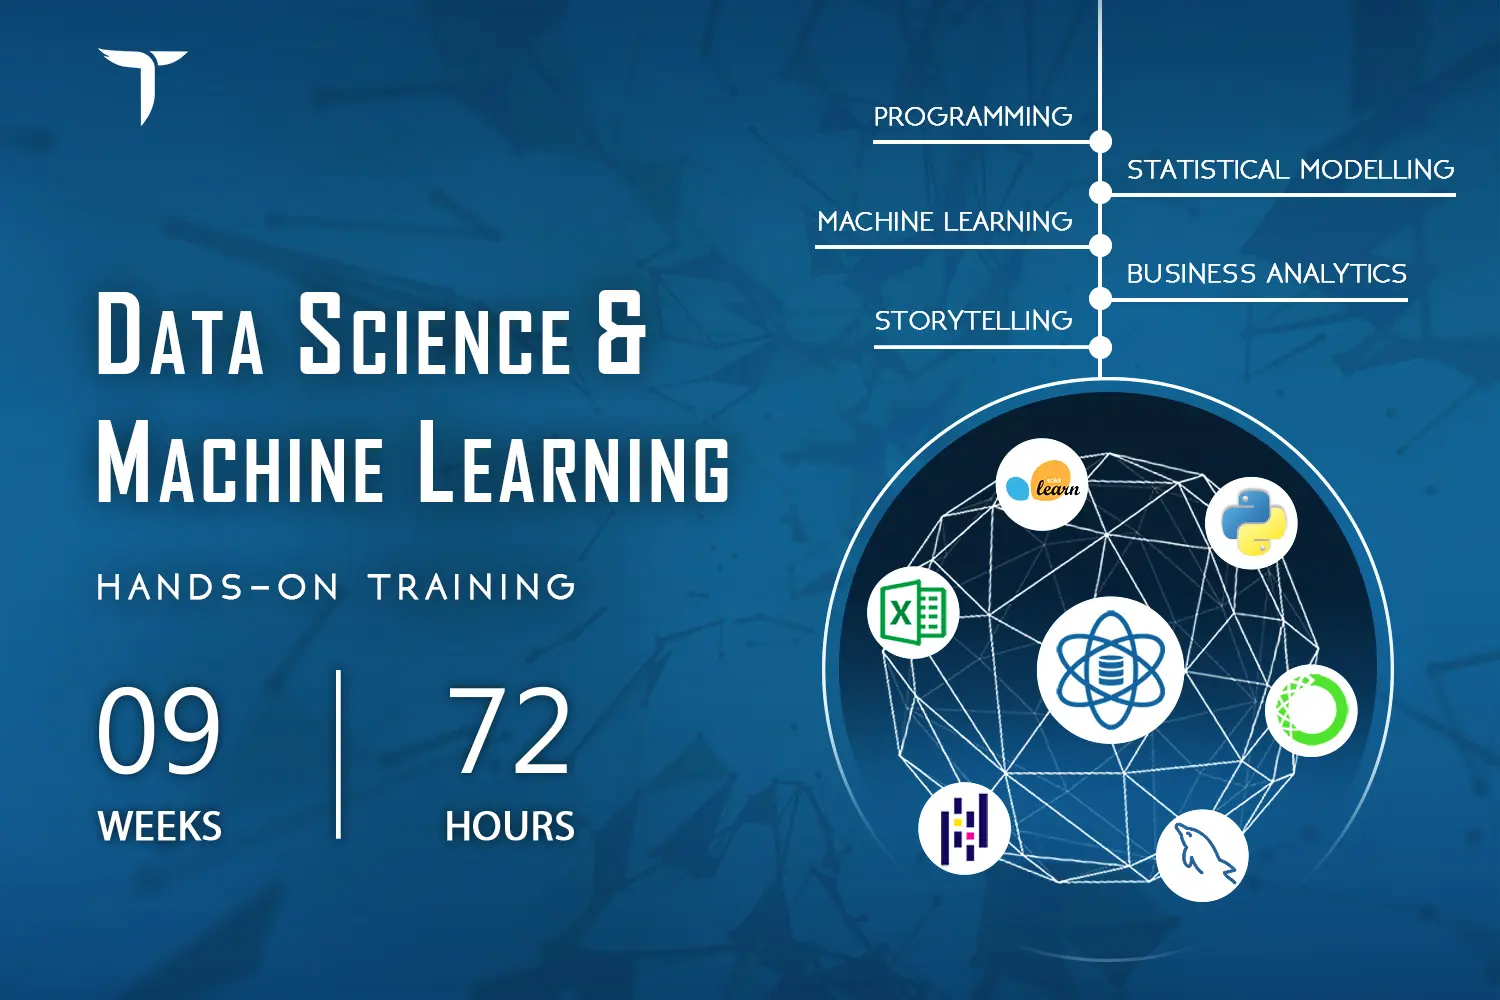 DATA SCIENCE &
MACHINE LEARNING
HANDS-ON TRAINING
09
WEEKS
72
HOURS
PROGRAMMING
STATISTICAL MODELLING
MACHINE LEARNING
BUSINESS ANALYTICS
STORYTELLING
learn
X